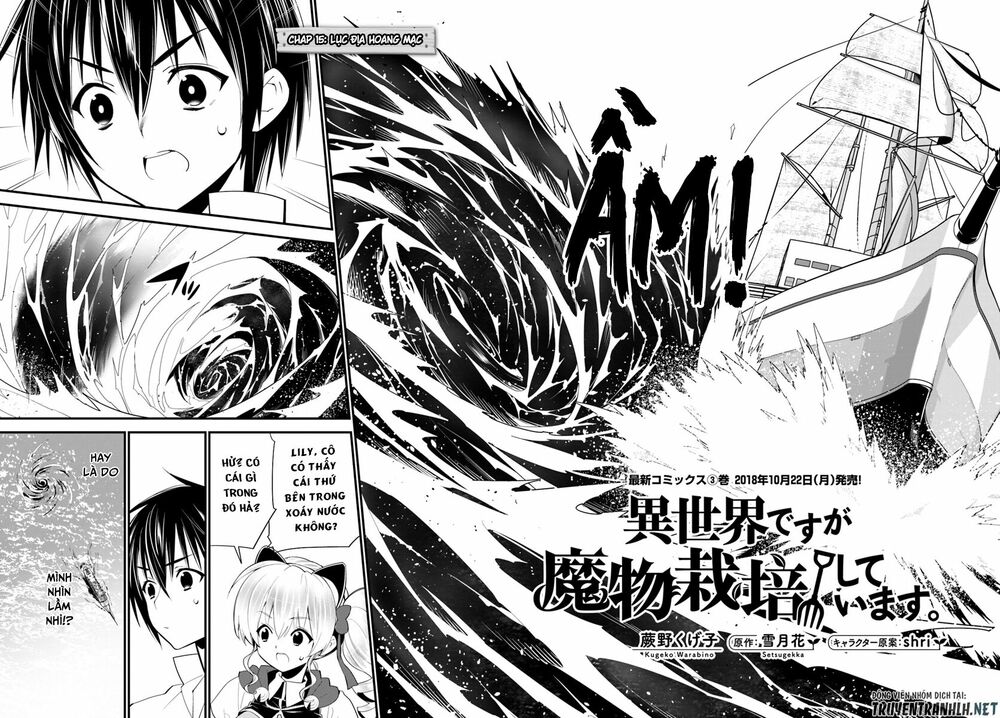 CHAP 15: LỤC ĐỊA HOANG MẠC
ẦM!
最新コミックス③巻 2018年10月22日(月)発売!
異世界ですが
魔物栽培して
います。
蕨野くげ子
Kugeko Warabino
原作:雪月花
Setsugekka
キャラクター原案:shri
LILY, CÔ
CÓ THẤY
CÁI THỨ
BÊN TRONG
XOÁY NƯỚC
KHÔNG?
HỬ? CÓ
CÁI GÌ
TRONG
ĐÓ HẢ?
HAY
LÀ DO
MÌNH
NHÌN
LẦM
NHỈ!?
ĐỘNG VIÊN NHÓM DỊCH TẠI:
TRUYENTRANHLH.NET